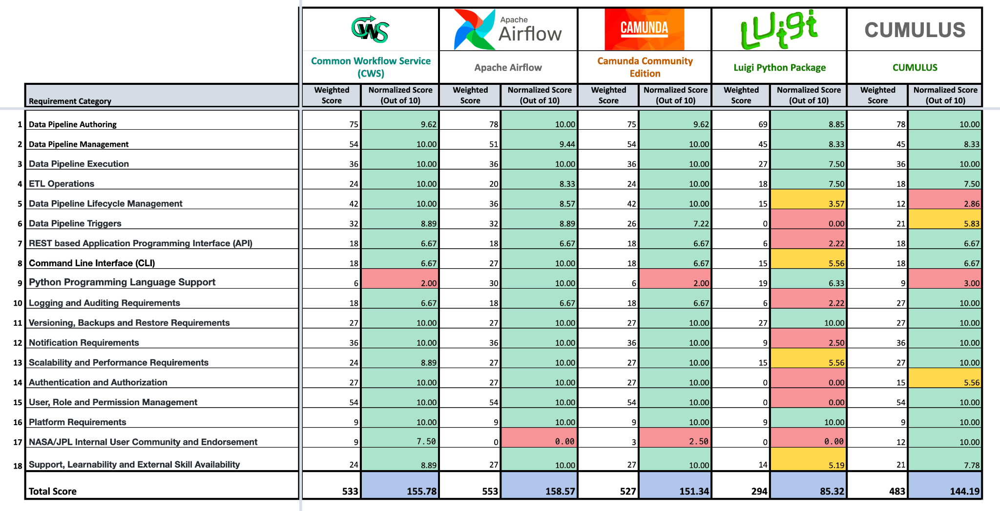 CWS
Apache
Airflow
CAMUNDA
Luigi
CUMULUS
Common Workflow Service
(CWS)
Apache Airflow
Camunda Community
Edition
Luigi Python Package
CUMULUS
Requirement Category
Weighted Score Normalized Score (Out of 10) Weighted Score Normalized Score (Out of 10) Weighted Score Normalized Score (Out of 10) Weighted Score Normalized Score (Out of 10) Weighted Score Normalized Score (Out of 10)
1 Data Pipeline Authoring 75 9.62 78 10.00 75 9.62 69 8.85 78 10.00
2 Data Pipeline Management 54 10.00 51 9.44 54 10.00 45 8.33 45 8.33
3 Data Pipeline Execution 36 10.00 36 10.00 36 10.00 27 7.50 36 10.00
4 ETL Operations 24 10.00 20 8.33 24 10.00 18 7.50 18 7.50
5 Data Pipeline Lifecycle Management 42 10.00 36 8.57 42 10.00 15 3.57 12 2.86
6 Data Pipeline Triggers 32 8.89 32 8.89 26 7.22 0 0.00 21 5.83
7 REST based Application Programming Interface (API) 18 6.67 18 6.67 18 6.67 6 2.22 18 6.67
8 Command Line Interface (CLI) 18 6.67 27 10.00 18 6.67 15 5.56 18 6.67
9 Python Programming Language Support 6 2.00 30 10.00 6 2.00 19 6.33 9 3.00
10 Logging and Auditing Requirements 18 6.67 18 6.67 18 6.67 6 2.22 27 10.00
11 Versioning, Backups and Restore Requirements 27 10.00 27 10.00 27 10.00 27 10.00 27 10.00
12 Notification Requirements 36 10.00 36 10.00 36 10.00 9 2.50 36 10.00
13 Scalability and Performance Requirements 24 8.89 27 10.00 27 10.00 15 5.56 27 10.00
14 Authentication and Authorization 27 10.00 27 10.00 27 10.00 0 0.00 15 5.56
15 User, Role and Permission Management 54 10.00 54 10.00 54 10.00 0 0.00 54 10.00
16 Platform Requirements 9 10.00 9 10.00 9 10.00 9 10.00 9 10.00
17 NASA/JPL Internal User Community and Endorsement 9 7.50 0 0.00 3 2.50 0 0.00 12 10.00
18 Support, Learnability and External Skill Availability 24 8.89 27 10.00 27 10.00 14 5.19 21 7.78
Total Score 533 155.78 553 158.57 527 151.34 294 85.32 483 144.19